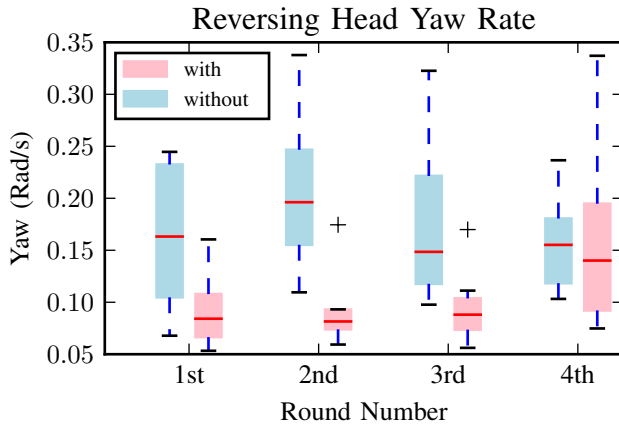 Reversing Head Yaw Rate
Yaw (Rad/s)
0.35
0.30
0.25
0.20
0.15
0.10
0.05
with
without
1st 2nd 3rd 4th
Round Number